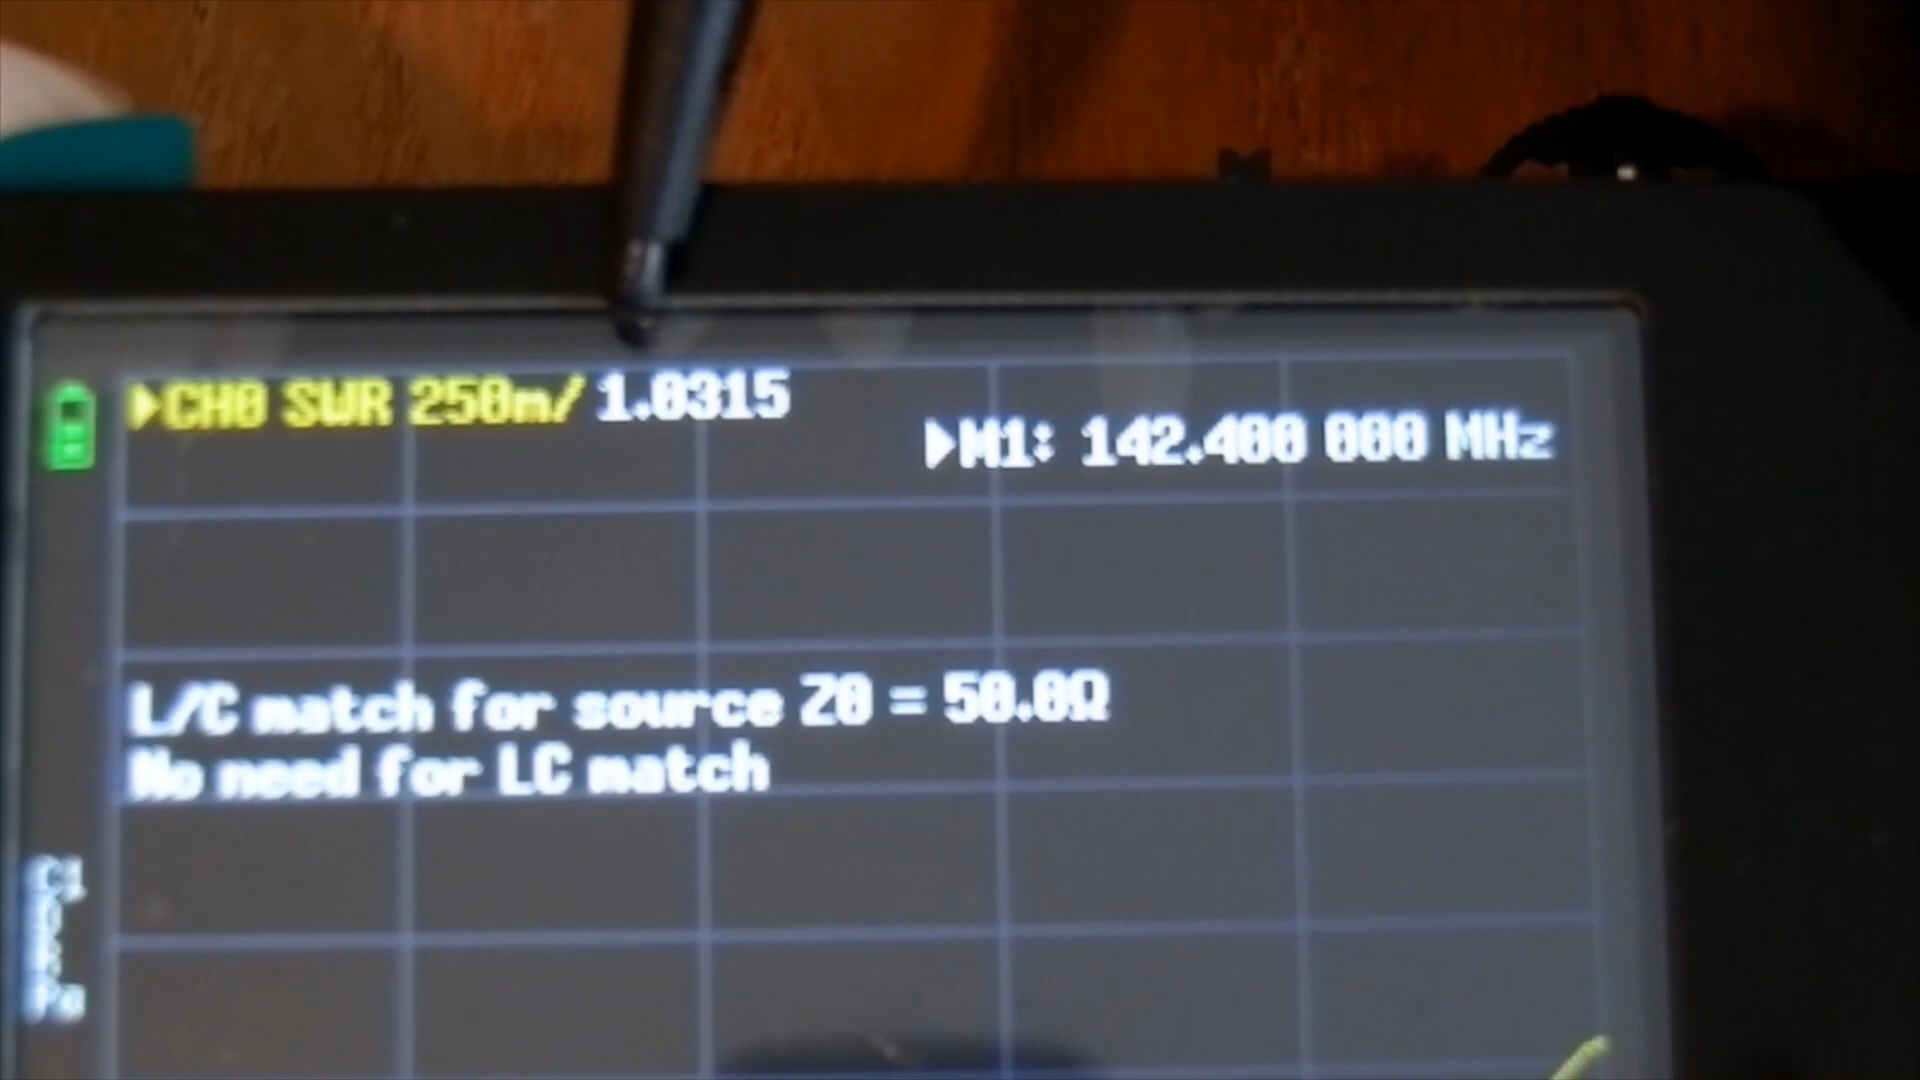 ▶CH0 SWR 250m/ 1.0315
▶M1: 142.400 000 MHz
L/C match for source Z0 = 50.0Ω
No need for LC match